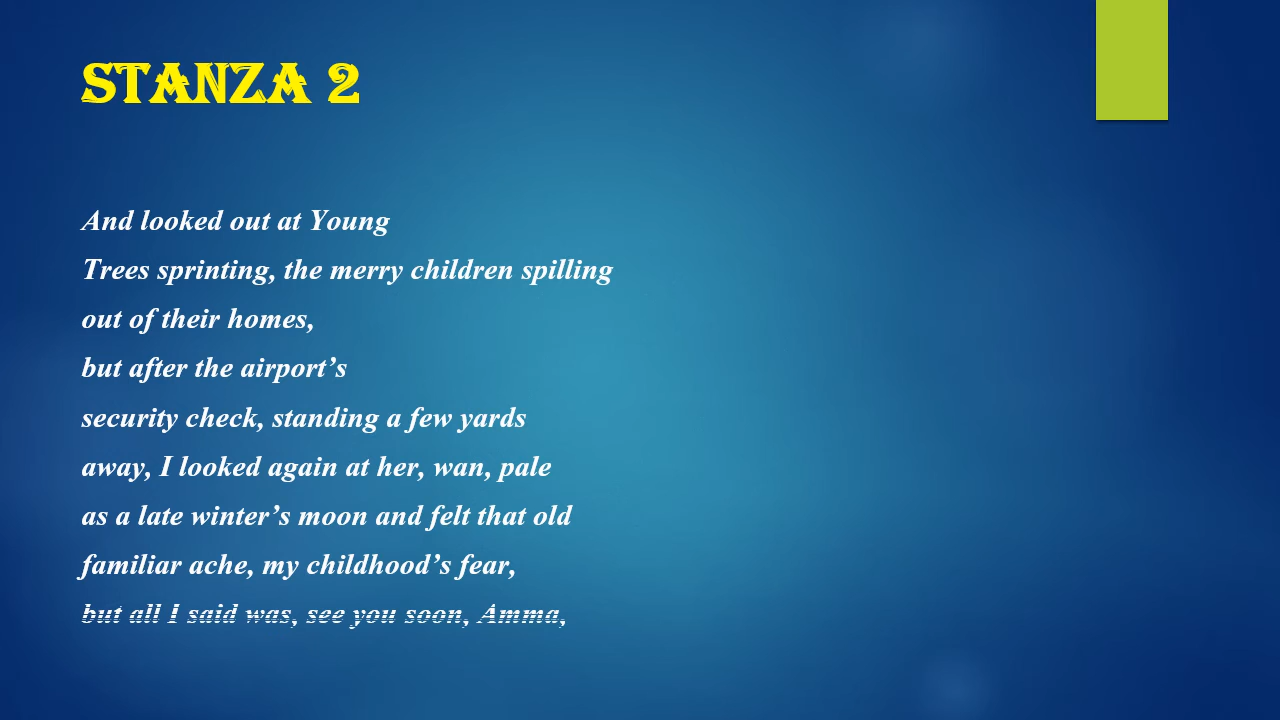 STANZA 2
And looked out at Young
Trees sprinting, the merry children spilling
out of their homes,
but after the airport’s
security check, standing a few yards
away, I looked again at her, wan, pale
as a late winter’s moon and felt that old
familiar ache, my childhood’s fear,
but all I said was, see you soon, Amma,